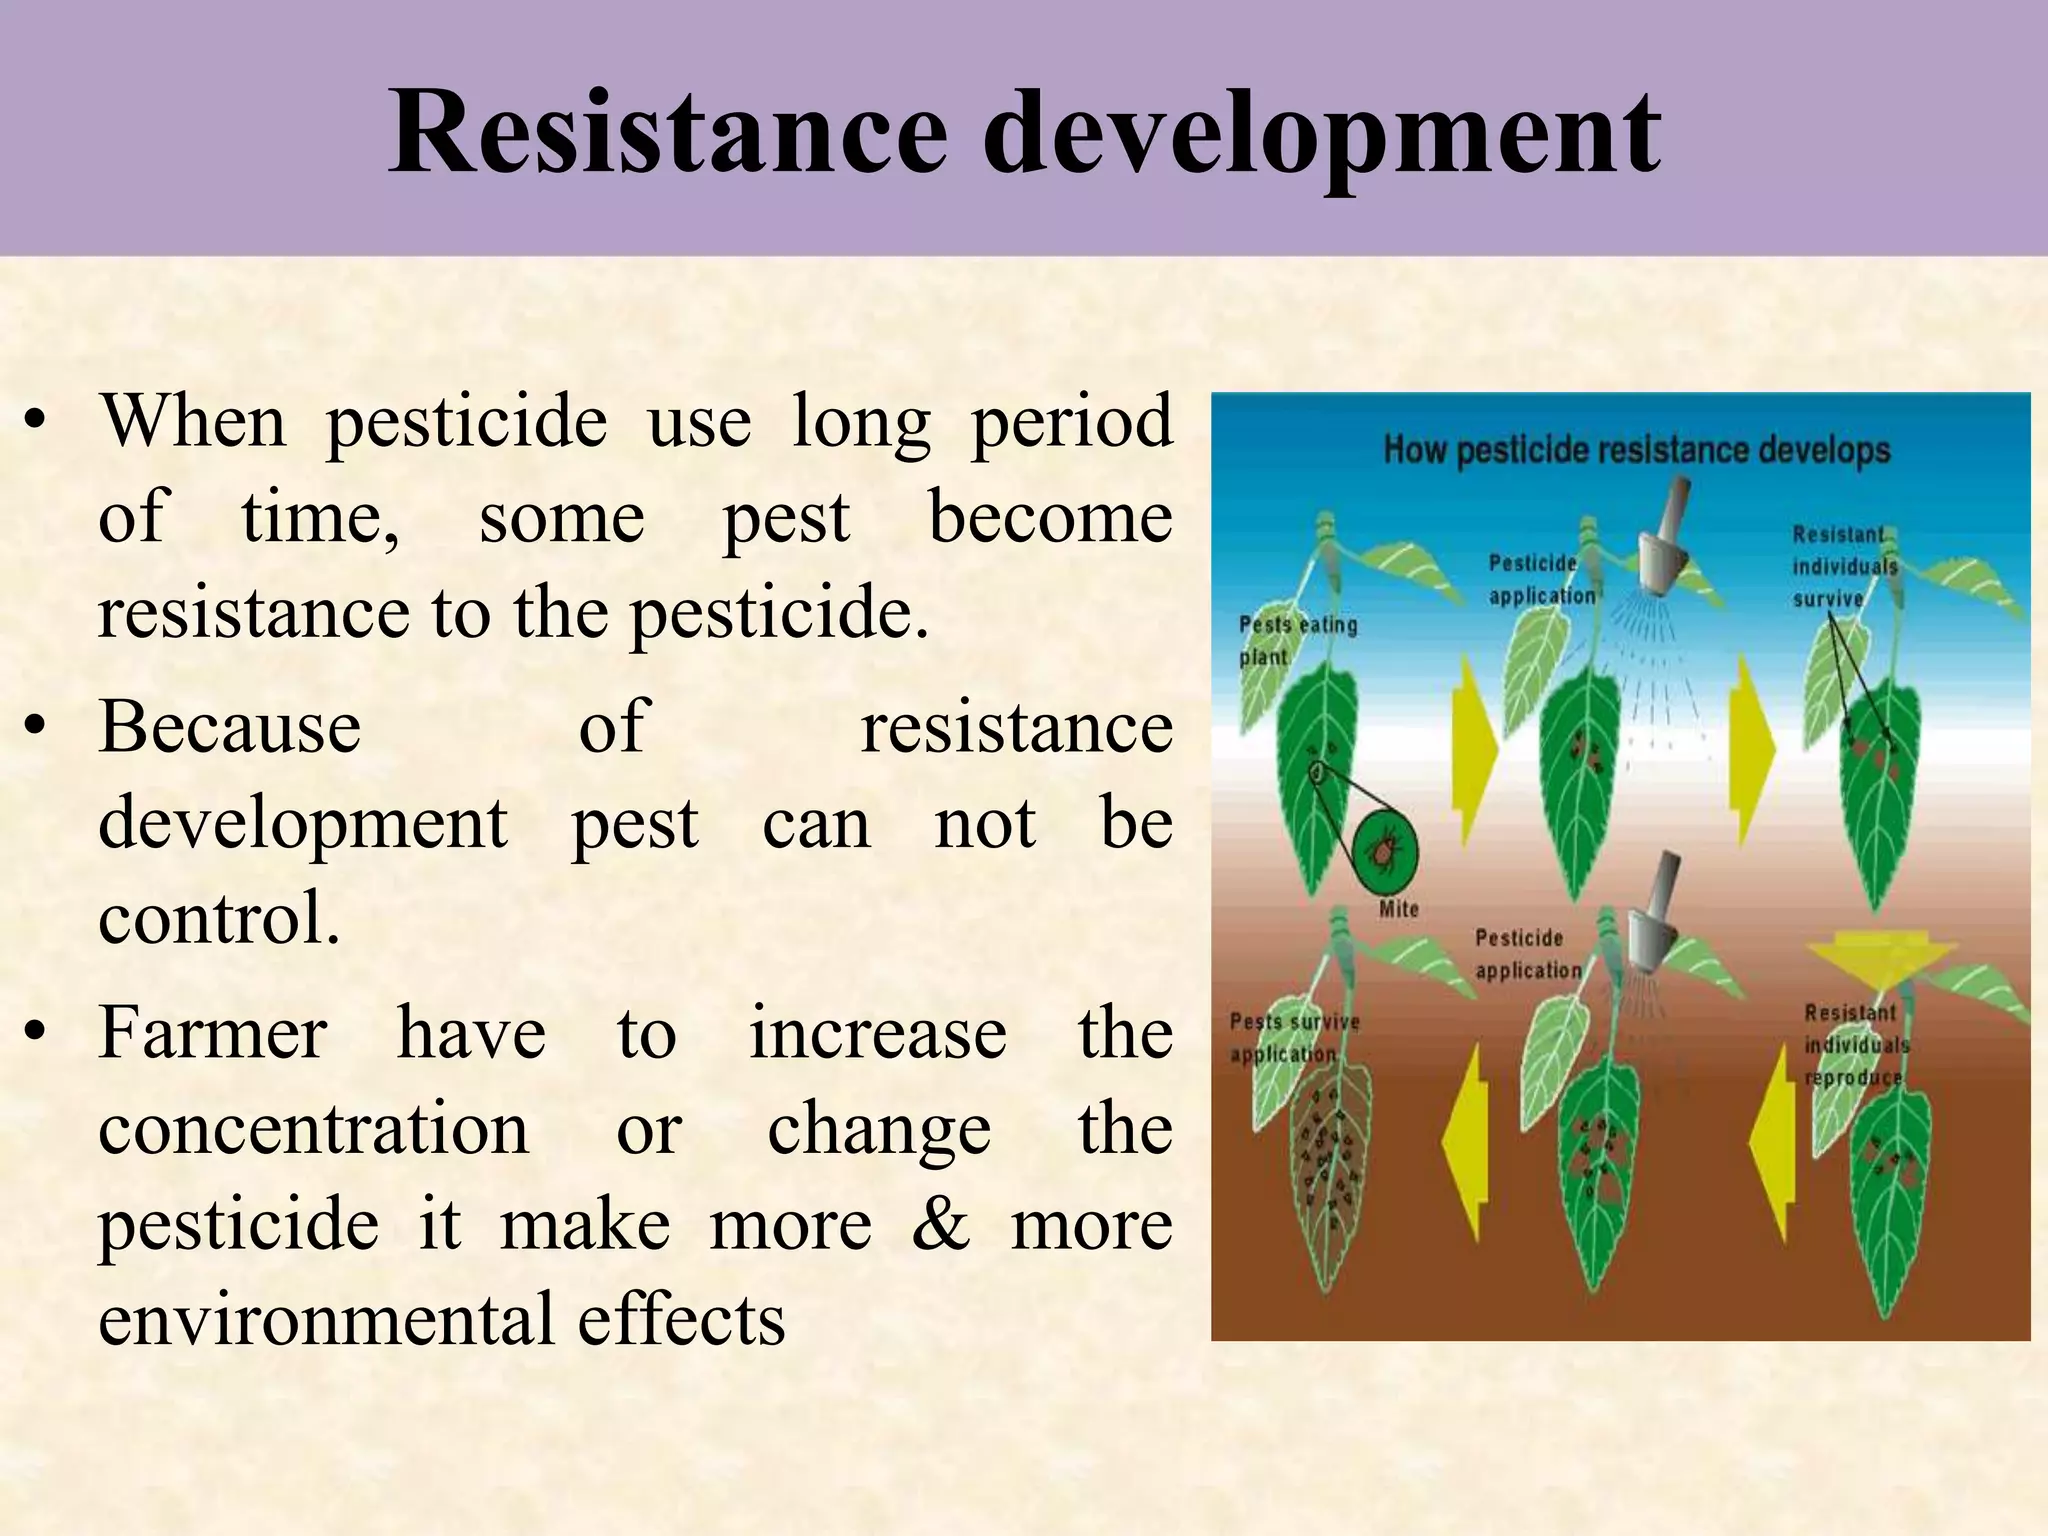 Resistance development
• When pesticide use long period
of time, some pest become
resistance to the pesticide.
• Because of resistance
development pest can not be
control.
• Farmer have to increase the
concentration or change the
pesticide it make more & more
environmental effects
How pesticide resistance develops
Pests eating
plant
Mite
Pesticide
application
Resistant
individuals
survive
Resistant
individuals
reproduce
Pesticide
application
Pests survive
application